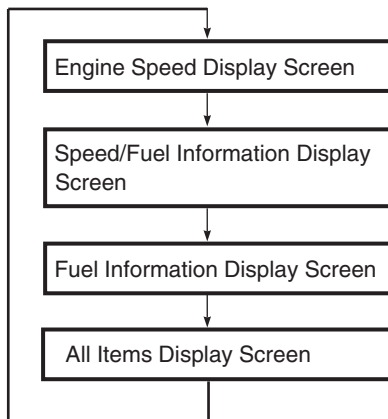 Engine Speed Display Screen
Speed/Fuel Information Display
Screen
Fuel Information Display Screen
All Items Display Screen